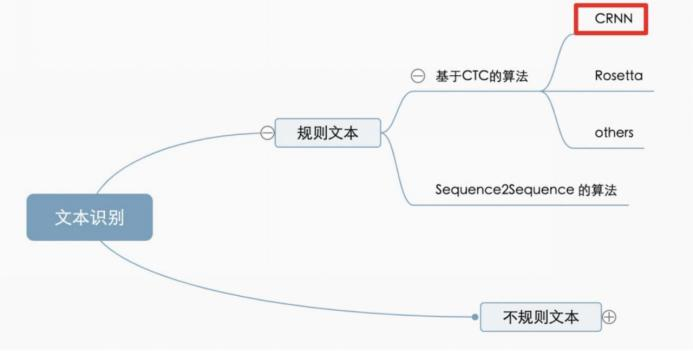 CRNN
基于CTC的算法
Rosetta
规则文本
others
Sequence2Sequence 的算法
文本识别
不规则文本